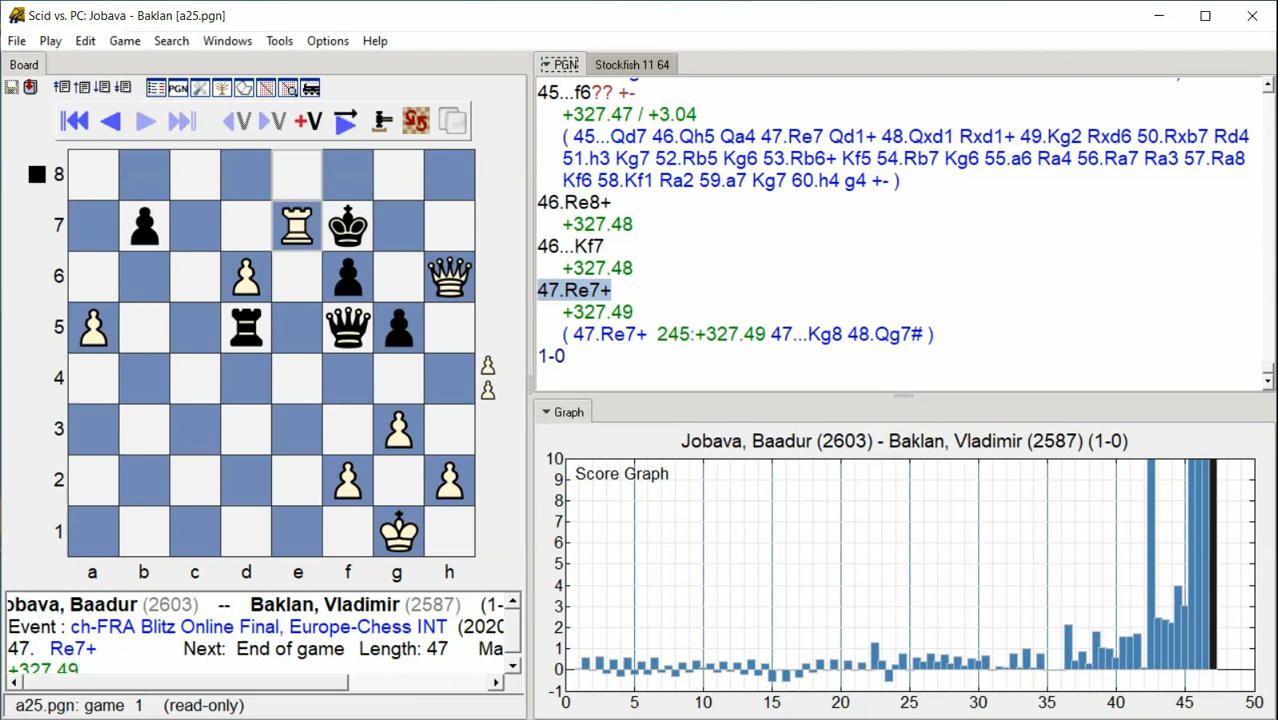 Scid vs. PC: Jobava - Baklan [a25.pgn]
File Play Edit Game Search Windows Tools Options Help
Board
PGN
+V
8
7
6
5
4
3
2
1
a b c d e f g h
obava, Baadur (2603) -- Baklan, Vladimir (2587) (1-
Event : ch-FRA Blitz Online Final, Europe-Chess INT (2020
47. Re7+ Next: End of game Length: 47 Ma
+327.49
a25.pgn: game 1 (read-only)
PGN Stockfish 11 64
45...f6?? +-
+327.47 / +3.04
( 45...Qd7 46.Qh5 Qa4 47.Re7 Qd1+ 48.Qxd1 Rxd1+ 49.Kg2 Rxd6 50.Rxb7 Rd4
51.h3 Kg7 52.Rb5 Kg6 53.Rb6+ Kf5 54.Rb7 Kg6 55.a6 Ra4 56.Ra7 Ra3 57.Ra8
Kf6 58.Kf1 Ra2 59.a7 Kg7 60.h4 g4 +- )
46.Re8+
+327.48
46...Kf7
+327.48
47.Re7+
+327.49
( 47.Re7+ 245:+327.49 47...Kg8 48.Qg7# )
1-0
Graph
Jobava, Baadur (2603) - Baklan, Vladimir (2587) (1-0)
Score Graph
10
9
8
7
6
5
4
3
2
1
0
-1
0 5 10 15 20 25 30 35 40 45 50